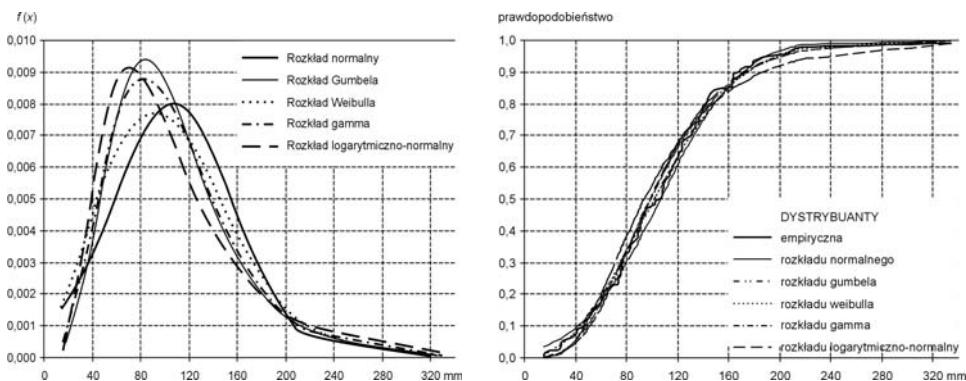 f (x)
0,010
0,009
0,008
0,007
0,006
0,005
0,004
0,003
0,002
0,001
0,000
0 40 80 120 160 200 240 280 320 mm
Rozkład normalny
Rozkład Gumbela
Rozkład Weibulla
Rozkład gamma
Rozkład logarytmiczno-normalny
prawdopodobieństwo
1,0
0,9
0,8
0,7
0,6
0,5
0,4
0,3
0,2
0,1
0,0
0 40 80 120 160 200 240 280 320 mm
DYSTRYBUANTY
empiryczna
rozkładu normalnego
rozkładu gumbela
rozkładu weibulla
rozkładu gamma
rozkładu logarytmiczno-normalny